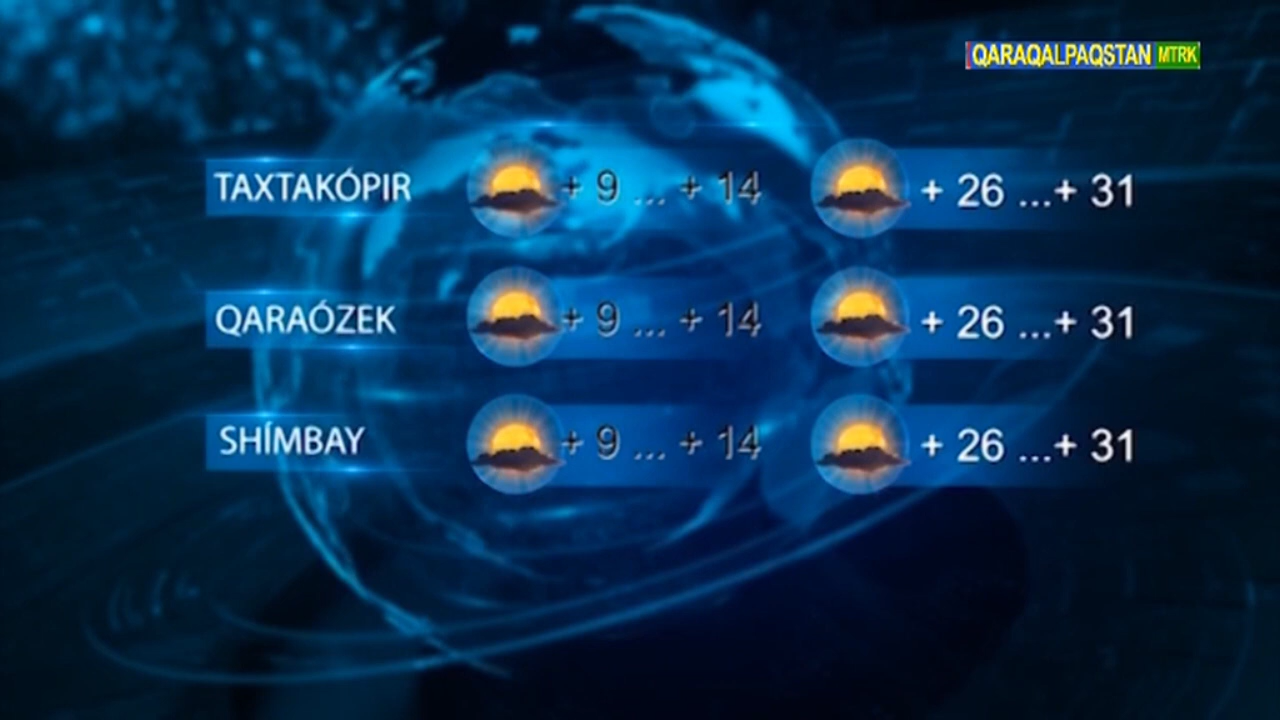 QARAQALPAQSTAN MTRK
TAXTAKÓPIR + 9 ... + 14 + 26 ...+ 31
QARAÓZEK + 9 ... + 14 + 26 ...+ 31
SHÍMBAY + 9 ... + 14 + 26 ...+ 31